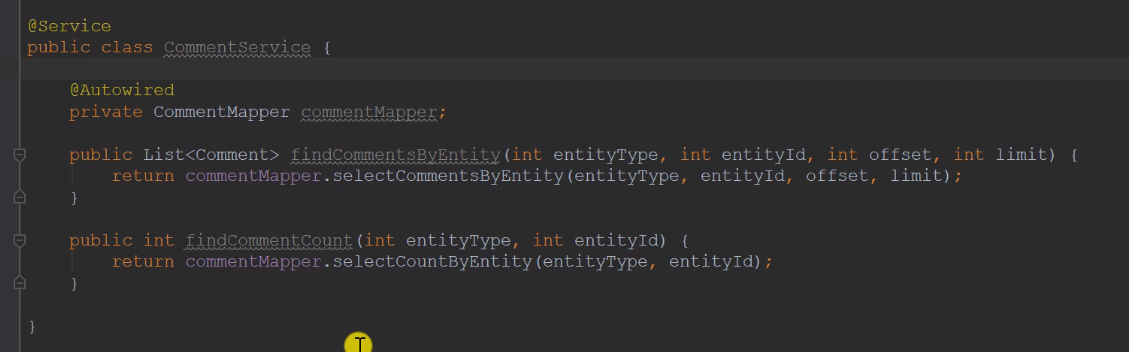 @Service
public class CommentService {
@Autowired
private CommentMapper commentMapper;
public List<Comment> findCommentsByEntity(int entityType, int entityId, int offset, int limit) {
return commentMapper.selectCommentsByEntity(entityType, entityId, offset, limit);
}
public int findCommentCount(int entityType, int entityId) {
return commentMapper.selectCountByEntity(entityType, entityId);
}
}